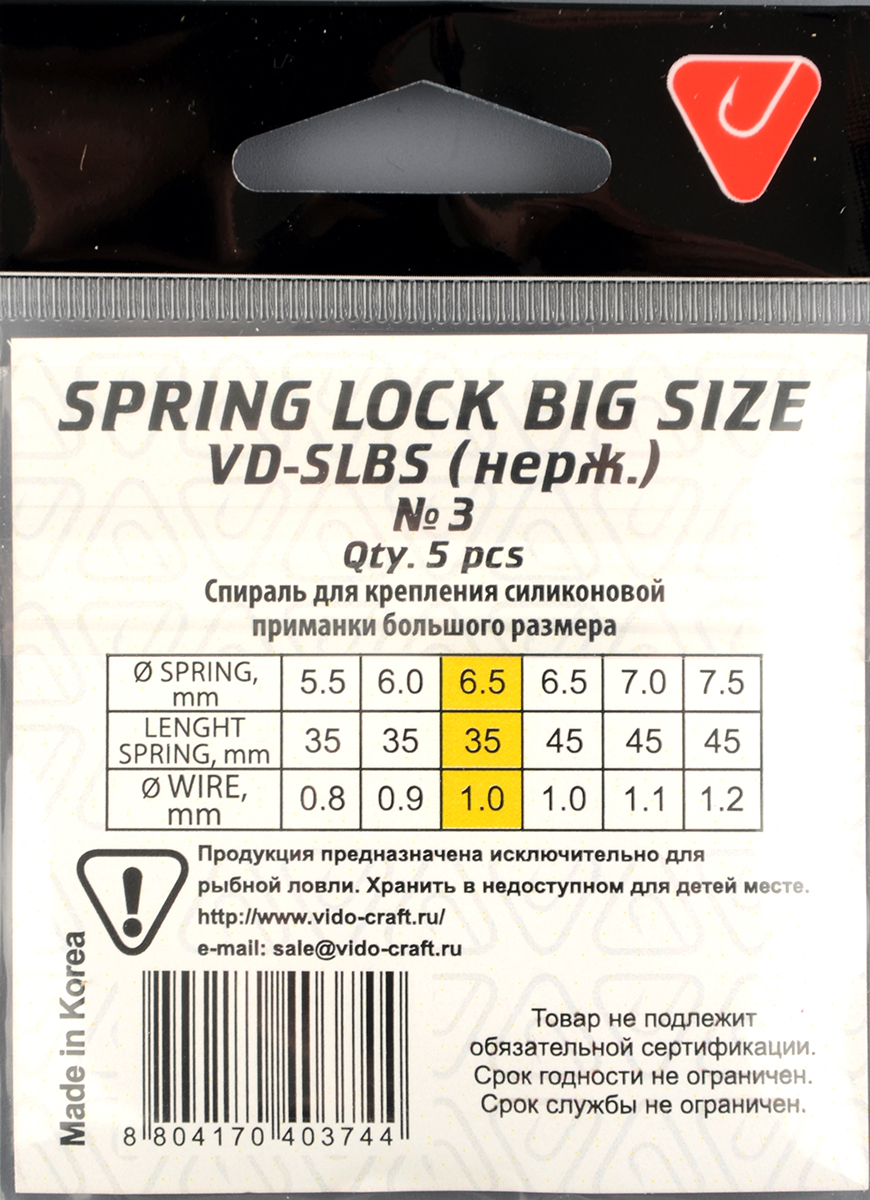 SPRING LOCK BIG SIZE
VD-SLBS (нерж.)
№ 3
Qty. 5 pcs
Спираль для крепления силиконовой
приманки большого размера
Ø SPRING, mm 5.5 6.0 6.5 6.5 7.0 7.5
LENGHT SPRING, mm 35 35 35 45 45 45
Ø WIRE, mm 0.8 0.9 1.0 1.0 1.1 1.2
Продукция предназначена исключительно для
рыбной ловли. Хранить в недоступном для детей месте.
http://www.vido-craft.ru/
e-mail: sale@vido-craft.ru
Made in Korea
8 804170 403744
Товар не подлежит
обязательной сертификации.
Срок годности не ограничен.
Срок службы не ограничен.